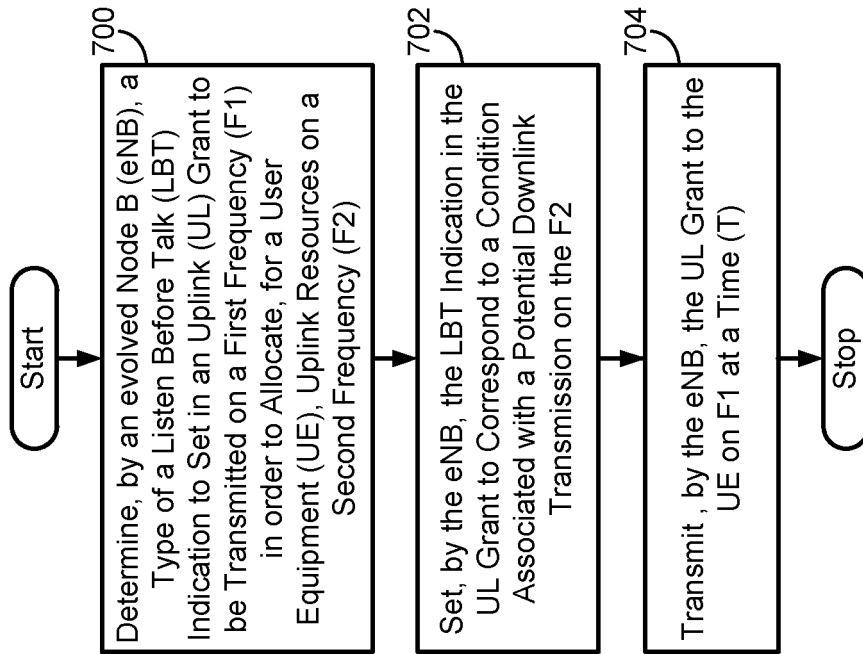 Start
700
Determine, by an evolved Node B (eNB), a
Type of a Listen Before Talk (LBT)
Indication to Set in an Uplink (UL) Grant to
be Transmitted on a First Frequency (F1)
in order to Allocate, for a User
Equipment (UE), Uplink Resources on a
Second Frequency (F2)
702
Set, by the eNB, the LBT Indication in the
UL Grant to Correspond to a Condition
Associated with a Potential Downlink
Transmission on the F2
704
Transmit , by the eNB, the UL Grant to the
UE on F1 at a Time (T)
Stop